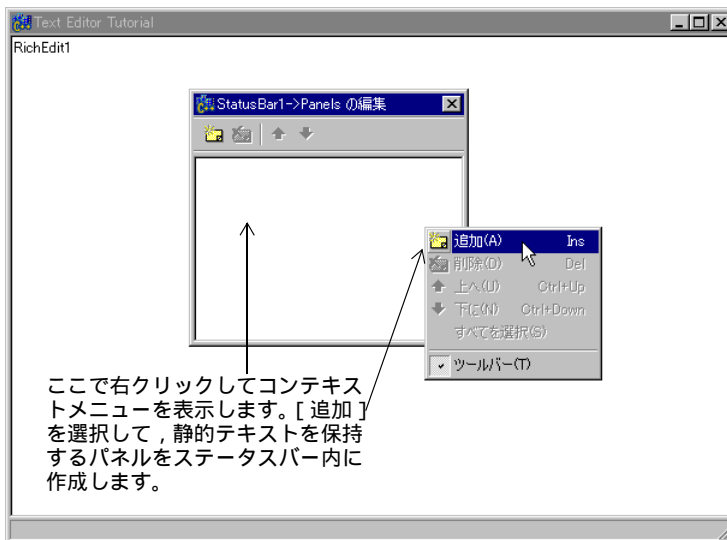 Text Editor Tutorial
RichEdit1
StatusBar1->Panels の編集
追加(A) Ins
削除(D) Del
上へ(U) Ctrl+Up
下に(N) Ctrl+Down
すべてを選択(S)
ツールバー(T)
ここで右クリックしてコンテキス
トメニューを表示します。[ 追加 ]
を選択して , 静的テキストを保持
するパネルをステータスバー内に
作成します。